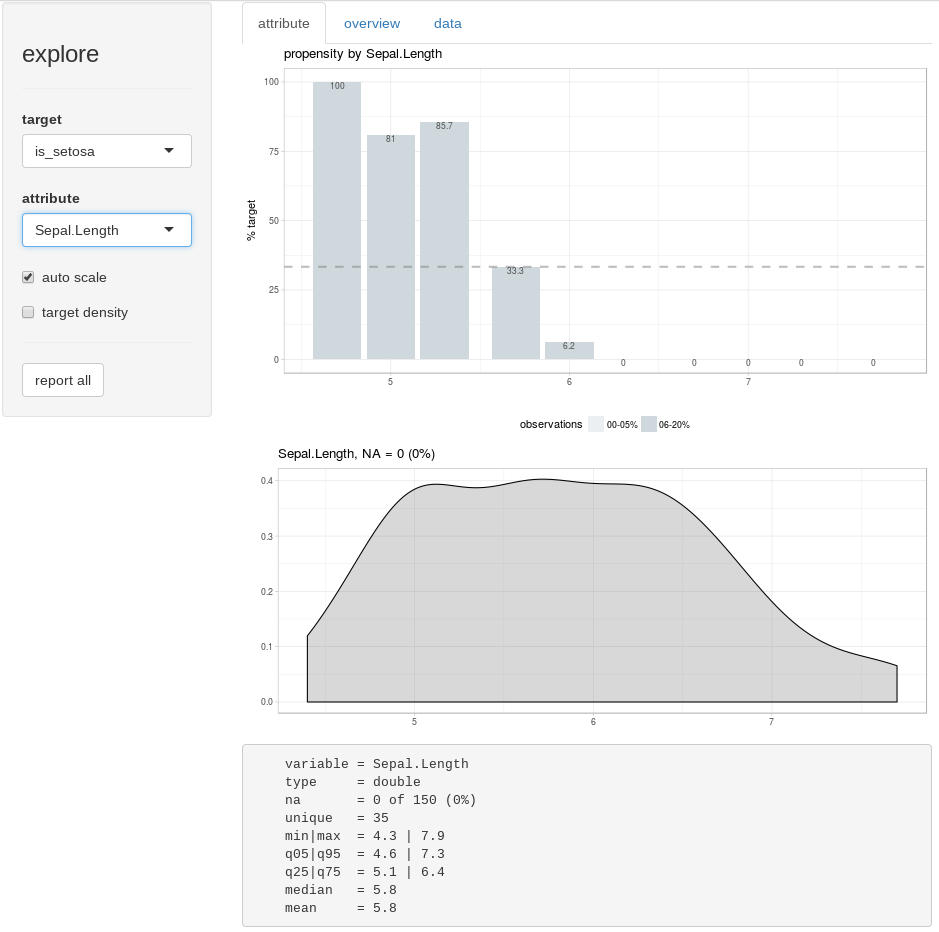 explore
target
is_setosa
attribute
Sepal.Length
auto scale
target density
report all
attribute overview data
propensity by Sepal.Length
% target
100
75
50
25
0
100
81
85.7
33.3
6.2
0 0 0 0 0
5 6 7
observations 00-05% 06-20%
Sepal.Length, NA = 0 (0%)
0.4
0.3
0.2
0.1
0.0
5 6 7
variable = Sepal.Length
type     = double
na       = 0 of 150 (0%)
unique   = 35
min|max  = 4.3 | 7.9
q05|q95  = 4.6 | 7.3
q25|q75  = 5.1 | 6.4
median   = 5.8
mean     = 5.8